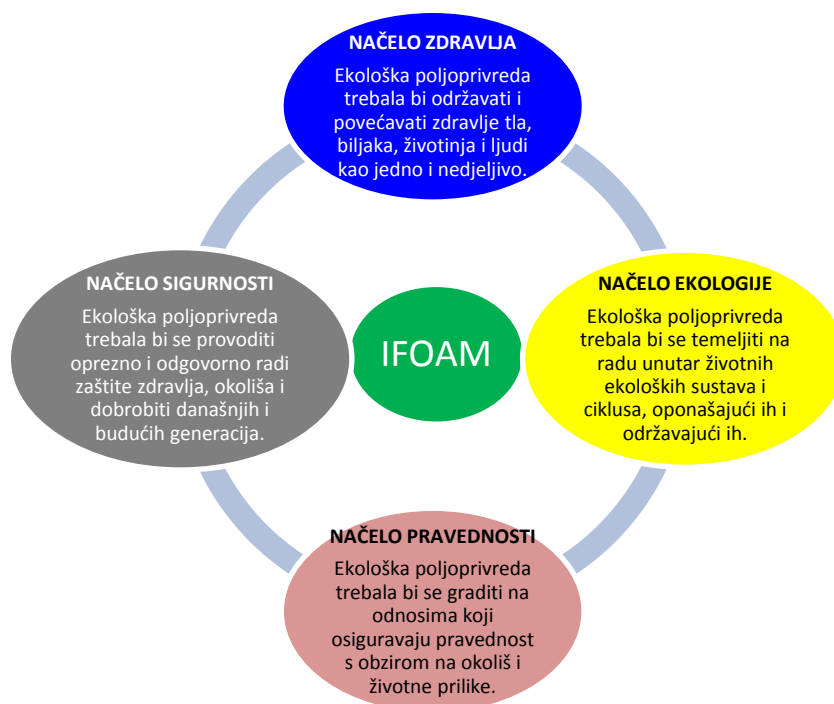 NAČELO ZDRAVLJA
Ekološka poljoprivreda
trebala bi održavati i
povećavati zdravlje tla,
biljaka, životinja i ljudi
kao jedno i nedjeljivo.
NAČELO SIGURNOSTI
Ekološka poljoprivreda
trebala bi se provoditi
oprezno i odgovorno radi
zaštite zdravlja, okoliša i
dobrobiti današnjih i
budućih generacija.
IFOAM
NAČELO EKOLOGIJE
Ekološka poljoprivreda
trebala bi se temeljiti na
radu unutar životnih
ekoloških sustava i
ciklusa, oponašajući ih i
održavajući ih.
NAČELO PRAVEDNOSTI
Ekološka poljoprivreda
trebala bi se graditi na
odnosima koji
osiguravaju pravednost
s obzirom na okoliš i
životne prilike.